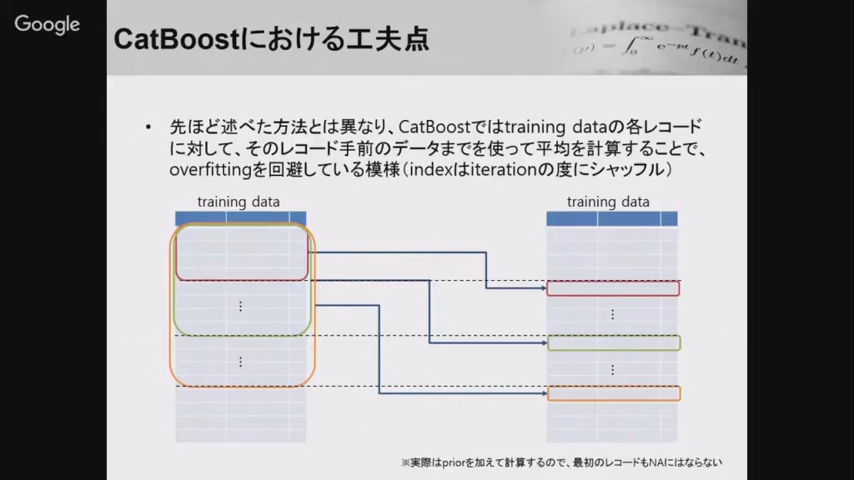 Google
CatBoostにおける工夫点
Laplace-Tran
(p) = ∫₀^∞ e^-pt f(t)dt
• 先ほど述べた方法とは異なり、CatBoostではtraining dataの各レコード
に対して、そのレコード手前のデータまでを使って平均を計算することで、
overfittingを回避している模様（indexはiterationの度にシャッフル）
training data
training data
※実際はpriorを加えて計算するので、最初のレコードもNAにはならない